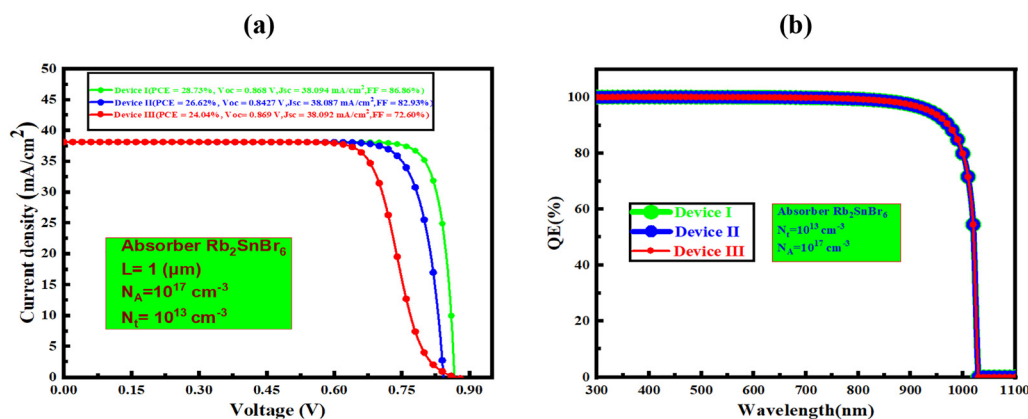 (a)
50
45
40
35
30
25
20
15
10
5
0
Current density (mA/cm²)
Device I(PCE = 28.73%, Voc = 0.868 V,Jsc = 38.094 mA/cm²,FF = 86.86%)
Device II(PCE = 26.62%, Voc = 0.8427 V,Jsc = 38.087 mA/cm²,FF = 82.93%)
Device III(PCE = 24.04%, Voc= 0.869 V,Jsc = 38.092 mA/cm²,FF = 72.60%)
Absorber Rb₂SnBr₆
L= 1 (μm)
N_A=10¹⁷ cm⁻³
N_t= 10¹³ cm⁻³
0.00 0.15 0.30 0.45 0.60 0.75 0.90
Voltage (V)
(b)
100
80
60
40
20
0
QE(%)
Device I
Device II
Device III
Absorber Rb₂SnBr₆
N_t=10¹³ cm⁻³
N_A=10¹⁷ cm⁻³
300 400 500 600 700 800 900 1000 1100
Wavelength(nm)